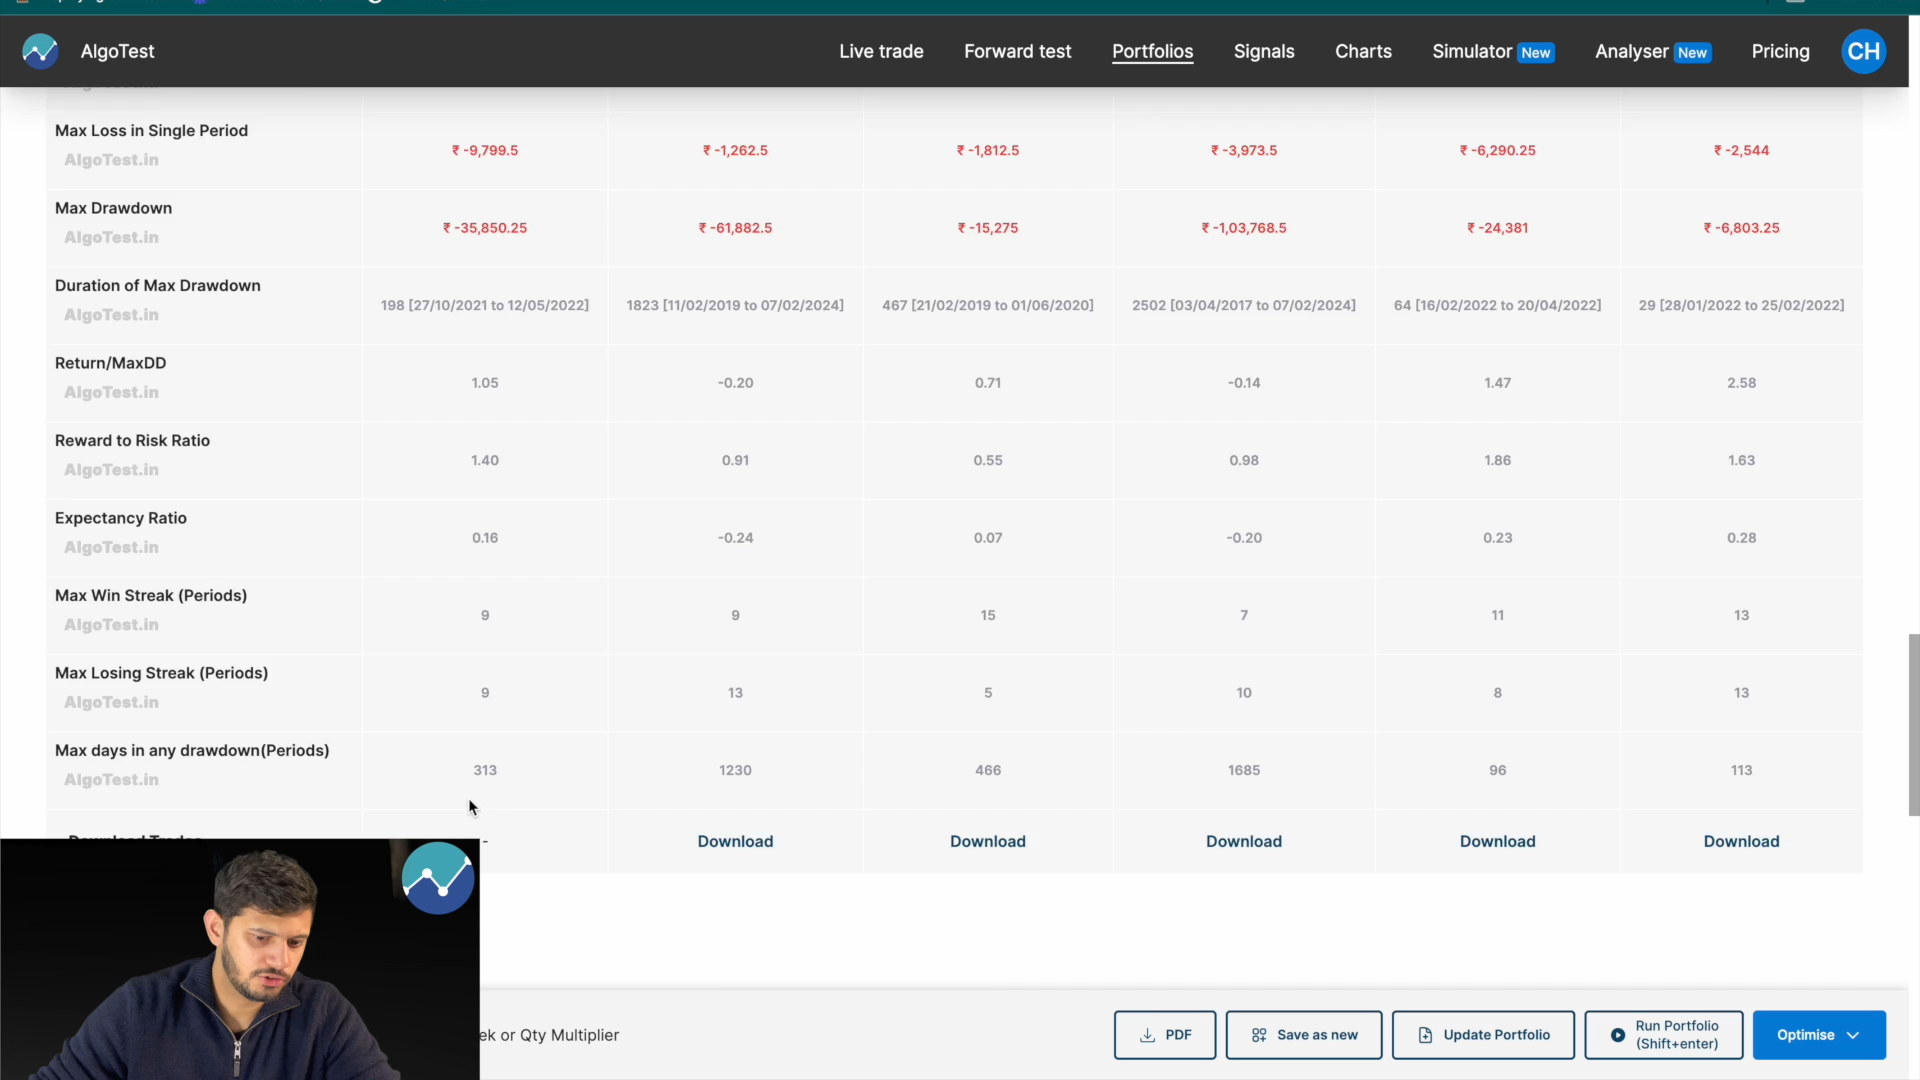 AlgoTest
Live trade
Forward test
Portfolios
Signals
Charts
Simulator New
Analyser New
Pricing
CH
Max Loss in Single Period
AlgoTest.in
₹ -9,799.5
₹ -1,262.5
₹ -1,812.5
₹ -3,973.5
₹ -6,290.25
₹ -2,544
Max Drawdown
AlgoTest.in
₹ -35,850.25
₹ -61,882.5
₹ -15,275
₹ -1,03,768.5
₹ -24,381
₹ -6,803.25
Duration of Max Drawdown
AlgoTest.in
198 [27/10/2021 to 12/05/2022]
1823 [11/02/2019 to 07/02/2024]
467 [21/02/2019 to 01/06/2020]
2502 [03/04/2017 to 07/02/2024]
64 [16/02/2022 to 20/04/2022]
29 [28/01/2022 to 25/02/2022]
Return/MaxDD
AlgoTest.in
1.05
-0.20
0.71
-0.14
1.47
2.58
Reward to Risk Ratio
AlgoTest.in
1.40
0.91
0.55
0.98
1.86
1.63
Expectancy Ratio
AlgoTest.in
0.16
-0.24
0.07
-0.20
0.23
0.28
Max Win Streak (Periods)
AlgoTest.in
9
9
15
7
11
13
Max Losing Streak (Periods)
AlgoTest.in
9
13
5
10
8
13
Max days in any drawdown(Periods)
AlgoTest.in
313
1230
466
1685
96
113
Download Trades
-
Download
Download
Download
Download
Download
ek or Qty Multiplier
PDF
Save as new
Update Portfolio
Run Portfolio
(Shift+enter)
Optimise